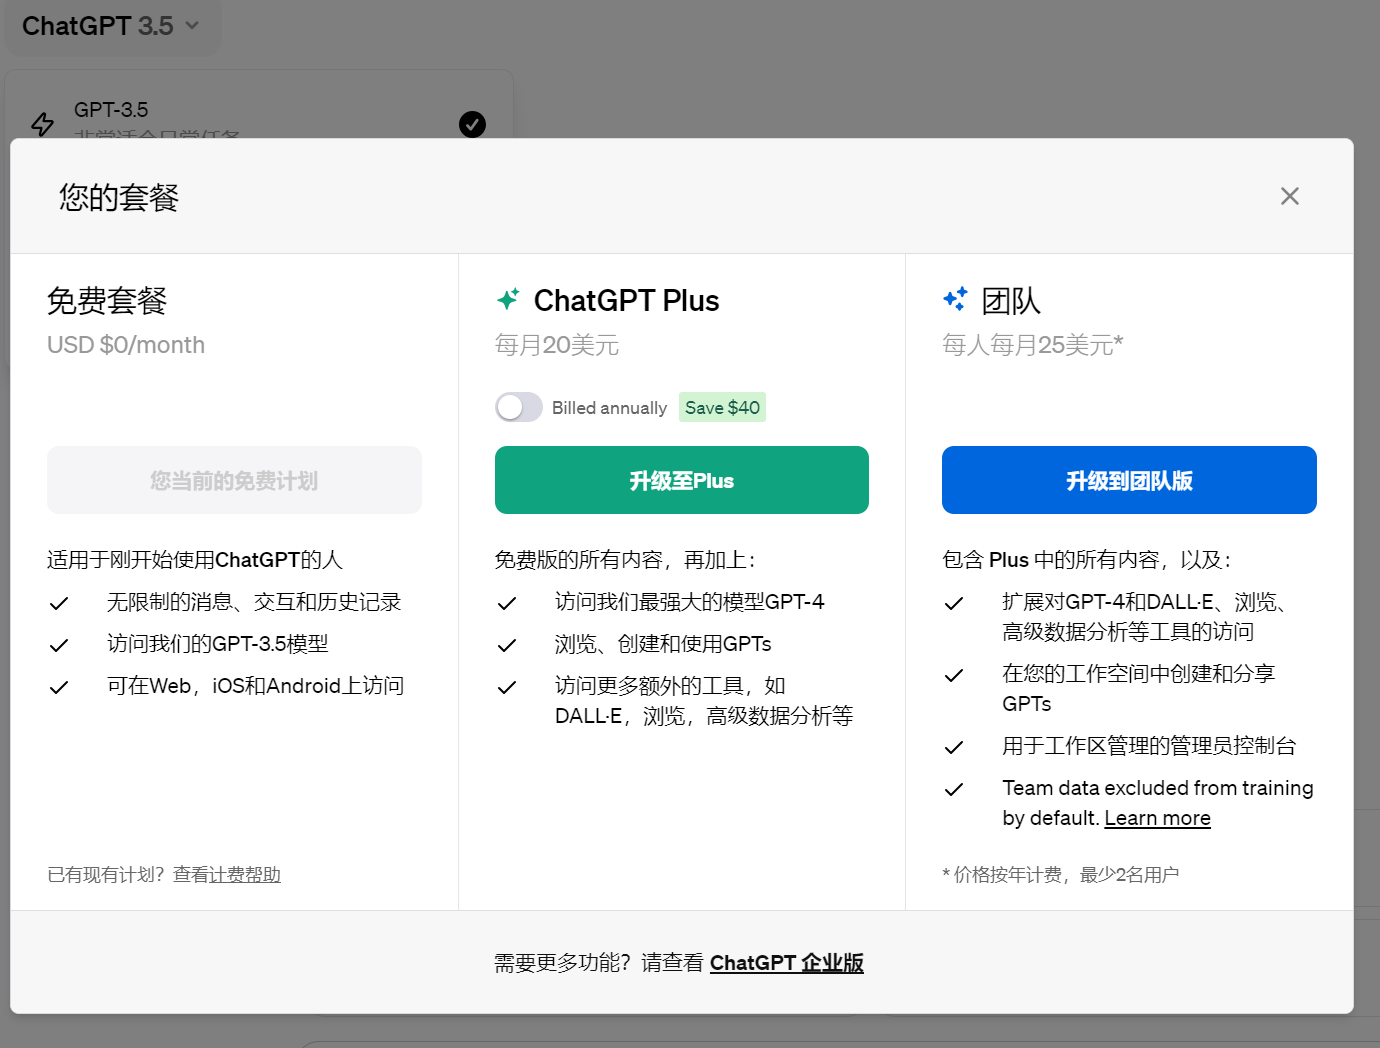 ChatGPT 3.5
GPT-3.5
非常适合日常任务
您的套餐
免费套餐
USD $0/month
您当前的免费计划
适用于刚开始使用ChatGPT的人
无限制的消息、交互和历史记录
访问我们的GPT-3.5模型
可在Web，iOS和Android上访问
已有现有计划？查看计费帮助
ChatGPT Plus
每月20美元
Billed annually Save $40
升级至Plus
免费版的所有内容，再加上：
访问我们最强大的模型GPT-4
浏览、创建和使用GPTs
访问更多额外的工具，如
DALL·E，浏览，高级数据分析等
团队
每人每月25美元*
升级到团队版
包含 Plus 中的所有内容，以及：
扩展对GPT-4和DALL·E、浏览、
高级数据分析等工具的访问
在您的工作空间中创建和分享
GPTs
用于工作区管理的管理员控制台
Team data excluded from training
by default. Learn more
* 价格按年计费，最少2名用户
需要更多功能？请查看 ChatGPT 企业版